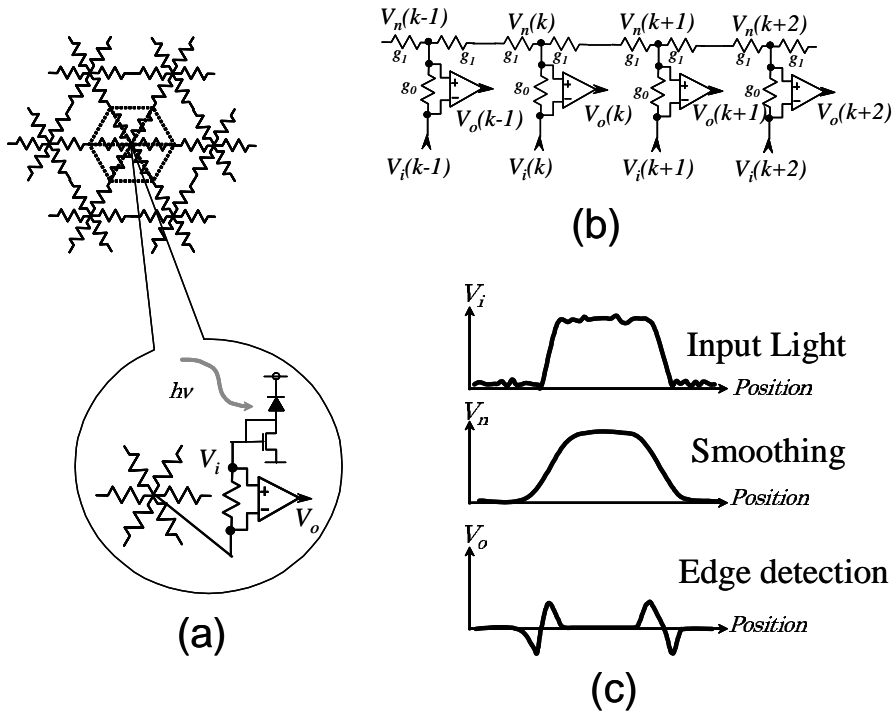 hν
V_i
V_o
(a)
V_n(k-1) V_n(k) V_n(k+1) V_n(k+2)
g_1 g_1 g_1 g_1 g_1 g_1 g_1 g_1
g_0 g_0 g_0 g_0
V_o(k-1) V_o(k) V_o(k+1) V_o(k+2)
V_i(k-1) V_i(k) V_i(k+1) V_i(k+2)
(b)
V_i
Input Light
Position
V_n
Smoothing
Position
V_o
Edge detection
Position
(c)